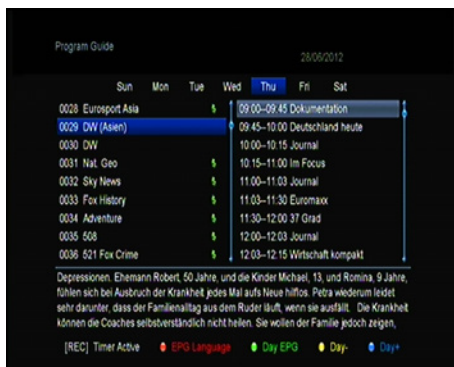 Program Guide
28/06/2012
Sun Mon Tue Wed Thu Fri Sat
0028 Eurosport Asia $ 09:00–09:45 Dokumentation
0029 DW (Asien) 09:45–10:00 Deutschland heute
0030 DW 10:00–10:15 Journal
0031 Nat. Geo $ 10:15–11:00 Im Focus
0032 Sky News $ 11:00–11:03 Journal
0033 Fox History $ 11:03–11:30 Euromaxx
0034 Adventure $ 11:30–12:00 37 Grad
0035 508 $ 12:00–12:03 Journal
0036 521 Fox Crime $ 12:03–12:15 Wirtschaft kompakt
Depressionen. Ehemann Robert, 50 Jahre, und die Kinder Michael, 13, und Romina, 9 Jahre,
fühlen sich bei Ausbruch der Krankheit jedes Mal aufs Neue hilflos. Petra wiederum leidet
sehr darunter, dass der Familienalltag aus dem Ruder läuft, wenn sie ausfällt. Die Krankheit
können die Coaches selbstverständlich nicht heilen. Sie wollen der Familie jedoch zeigen,
[REC] Timer Active EPG Language Day EPG Day- Day+